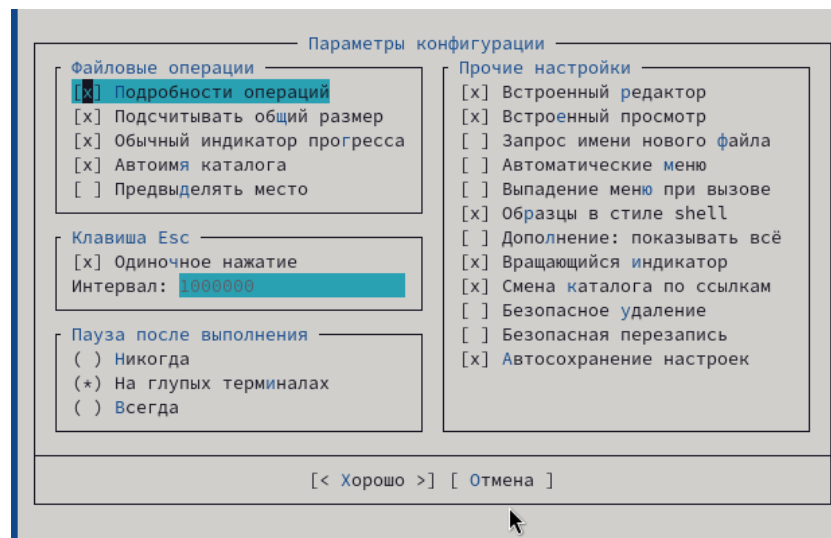 Параметры конфигурации
Файловые операции
[x] Подробности операций
[x] Подсчитывать общий размер
[x] Обычный индикатор прогресса
[x] Автоимя каталога
[ ] Предвыделять место
Клавиша Esc
[x] Одиночное нажатие
Интервал: 1000000
Пауза после выполнения
( ) Никогда
(*) На глупых терминалах
( ) Всегда
Прочие настройки
[x] Встроенный редактор
[x] Встроенный просмотр
[ ] Запрос имени нового файла
[ ] Автоматические меню
[ ] Выпадение меню при вызове
[x] Образцы в стиле shell
[ ] Дополнение: показывать всё
[x] Вращающийся индикатор
[x] Смена каталога по ссылкам
[ ] Безопасное удаление
[ ] Безопасная перезапись
[x] Автосохранение настроек
[< Хорошо >] [ Отмена ]